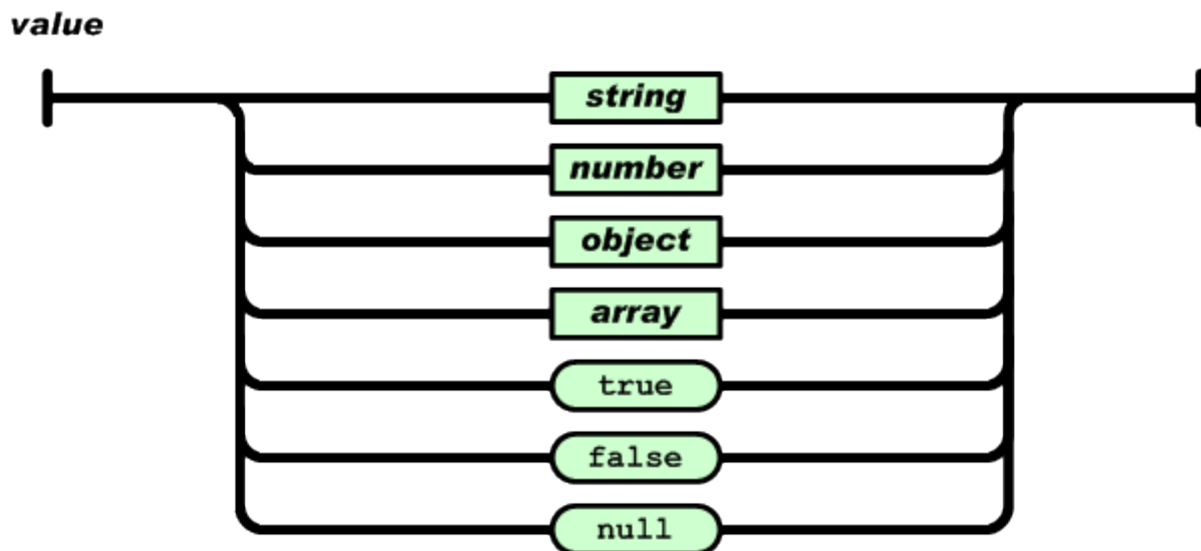 value
string
number
object
array
true
false
null